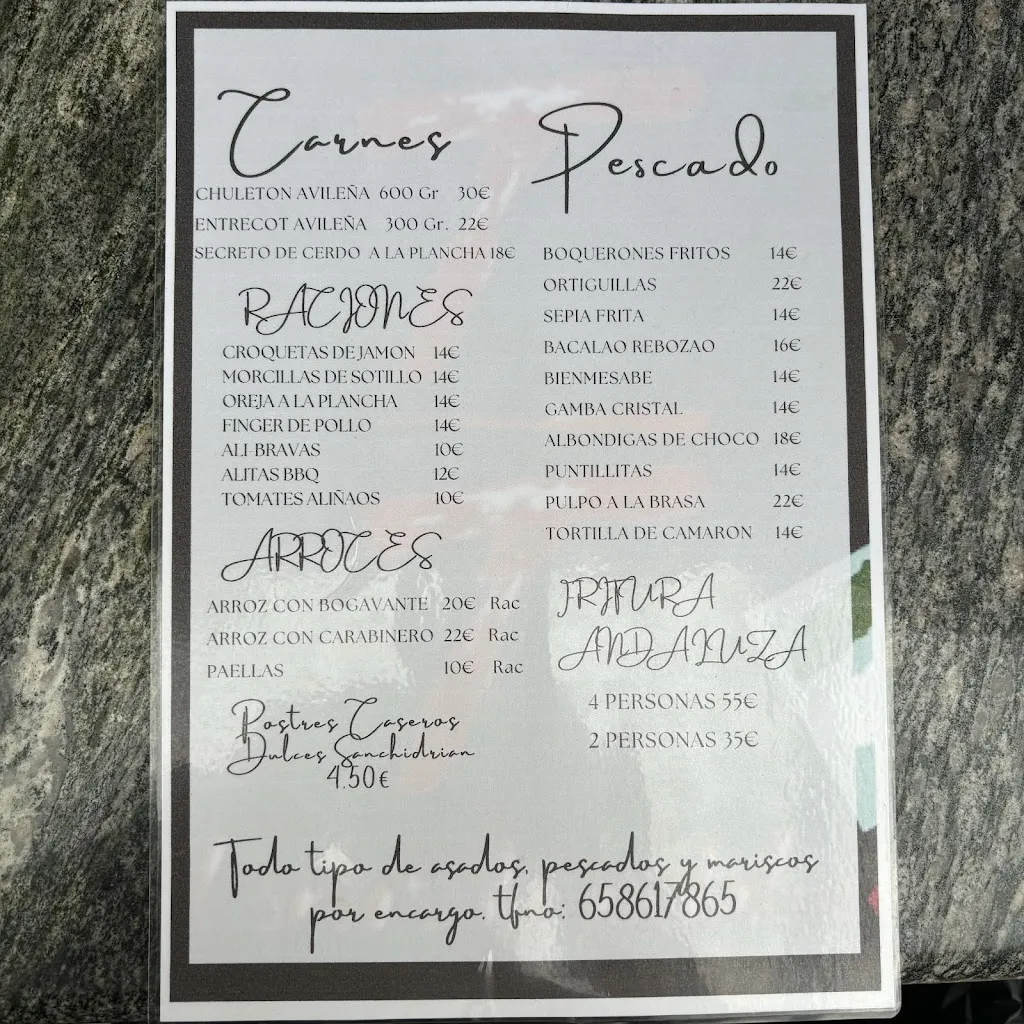 Carnes
CHULETON AVILEÑA 600 Gr 30€
ENTRECOT AVILEÑA 300 Gr. 22€
SECRETO DE CERDO A LA PLANCHA 18€
RACIONES
CROQUETAS DE JAMON 14€
MORCILLAS DE SOTILLO 14€
OREJA A LA PLANCHA 14€
FINGER DE POLLO 14€
ALI-BRAVAS 10€
ALITAS BBQ 12€
TOMATES ALIÑAOS 10€
ARROCES
ARROZ CON BOGAVANTE 20€ Rac
ARROZ CON CARABINERO 22€ Rac
PAELLAS 10€ Rac
Postres Caseros
Dulces Sanchidrian
4.50€
Pescado
BOQUERONES FRITOS 14€
ORTIGUILLAS 22€
SEPIA FRITA 14€
BACALAO REBOZAO 16€
BIENMESABE 14€
GAMBA CRISTAL 14€
ALBONDIGAS DE CHOCO 18€
PUNTILLITAS 14€
PULPO A LA BRASA 22€
TORTILLA DE CAMARON 14€
FRITURA
ANDALUZA
4 PERSONAS 55€
2 PERSONAS 35€
Todo tipo de asados, pescados y mariscos
por encargo. tfno: 658617865